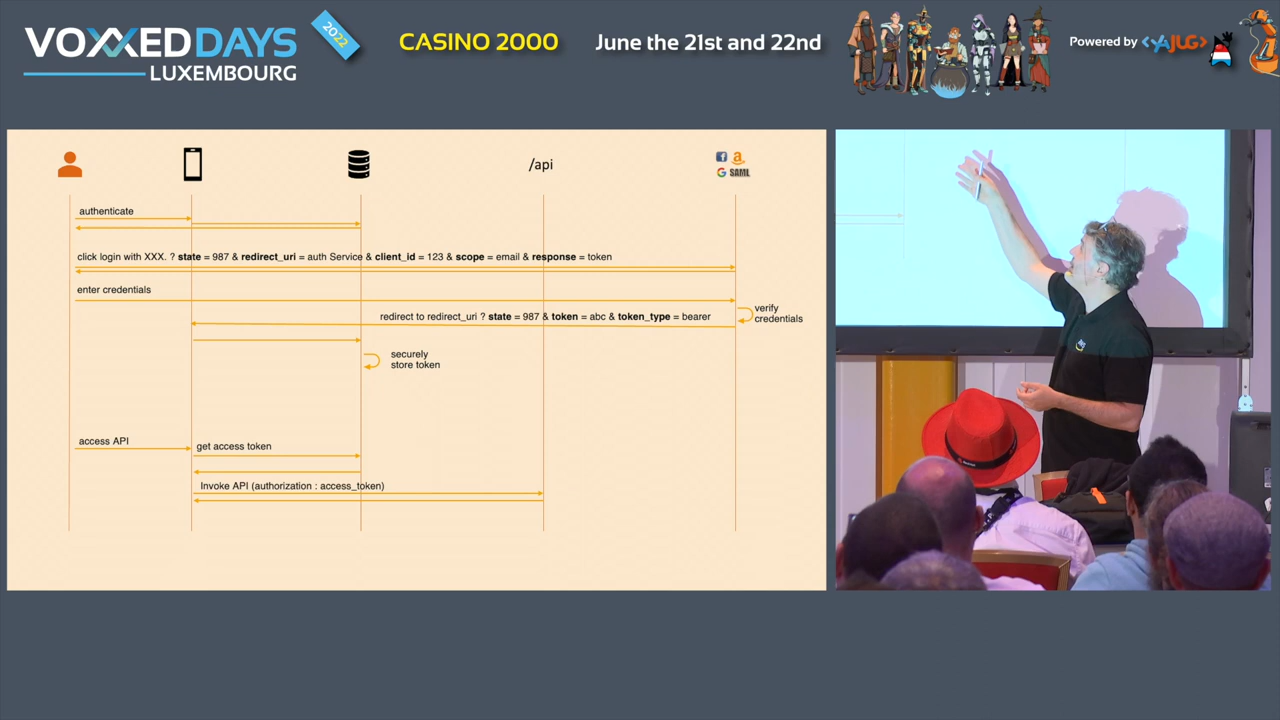 VOXXED DAYS
LUXEMBOURG
2022
CASINO 2000
June the 21st and 22nd
Powered by <YAJUG>
/api
SAML
authenticate
click login with XXX. ? state = 987 & redirect_uri = auth Service & client_id = 123 & scope = email & response = token
enter credentials
redirect to redirect_uri ? state = 987 & token = abc & token_type = bearer
verify
credentials
securely
store token
access API
get access token
Invoke API (authorization : access_token)